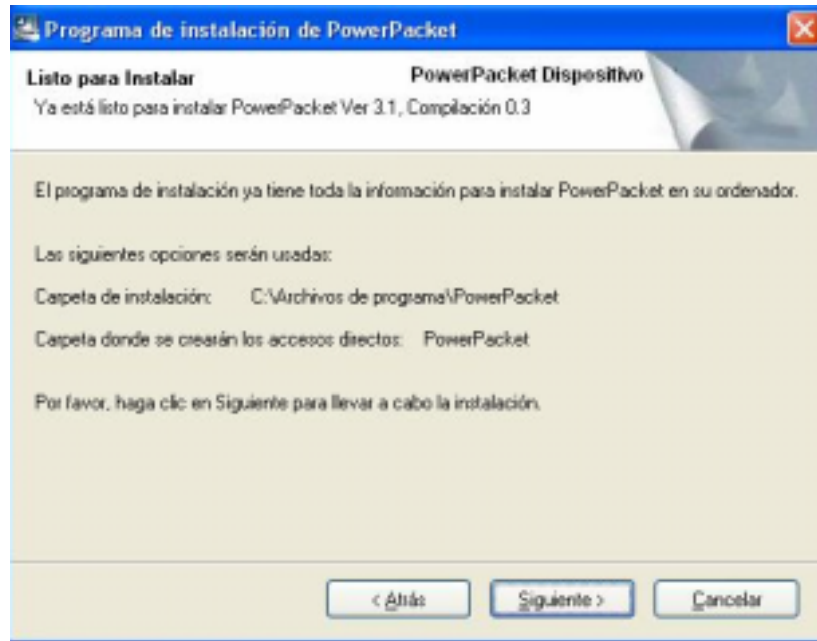 Programa de instalación de PowerPacket
Listo para Instalar
PowerPacket Dispositivo
Ya está listo para instalar PowerPacket Ver 3.1, Compilación 0.3
El programa de instalación ya tiene toda la información para instalar PowerPacket en su ordenador.
Las siguientes opciones serán usadas:
Carpeta de instalación: C:\Archivos de programa\PowerPacket
Carpeta donde se crearán los accesos directos: PowerPacket
Por favor, haga clic en Siguiente para llevar a cabo la instalación.
< Atrás Siguiente > Cancelar